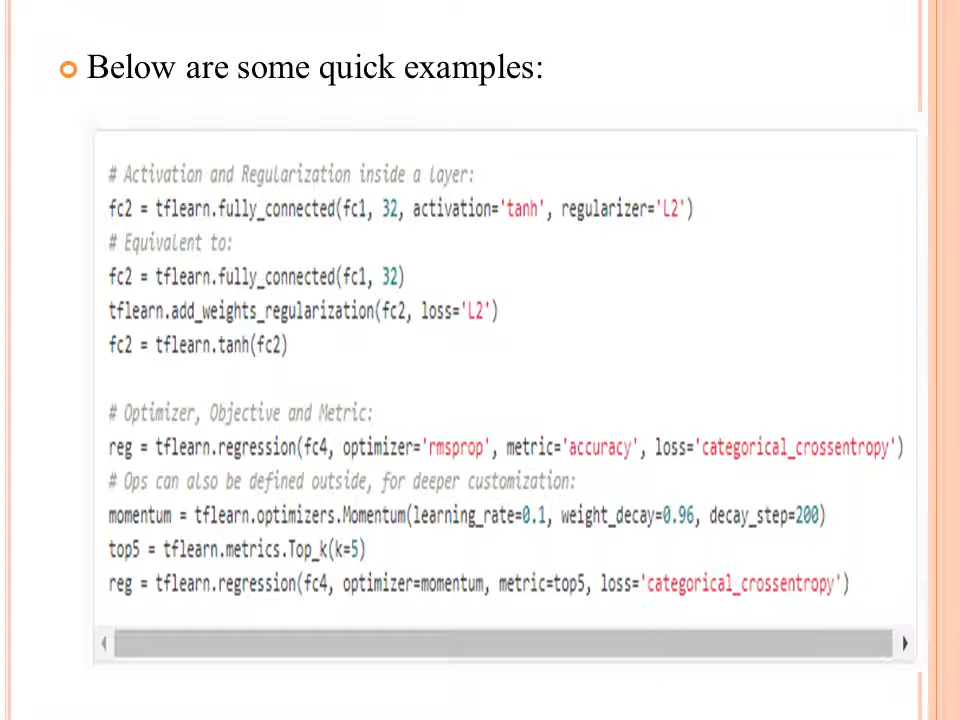 Below are some quick examples:
# Activation and Regularization inside a layer:
fc2 = tflearn.fully_connected(fc1, 32, activation='tanh', regularizer='L2')
# Equivalent to:
fc2 = tflearn.fully_connected(fc1, 32)
tflearn.add_weights_regularization(fc2, loss='L2')
fc2 = tflearn.tanh(fc2)
# Optimizer, Objective and Metric:
reg = tflearn.regression(fc4, optimizer='rmsprop', metric='accuracy', loss='categorical_crossentropy')
# Ops can also be defined outside, for deeper customization:
momentum = tflearn.optimizers.Momentum(learning_rate=0.1, weight_decay=0.96, decay_step=200)
top5 = tflearn.metrics.Top_k(k=5)
reg = tflearn.regression(fc4, optimizer=momentum, metric=top5, loss='categorical_crossentropy')